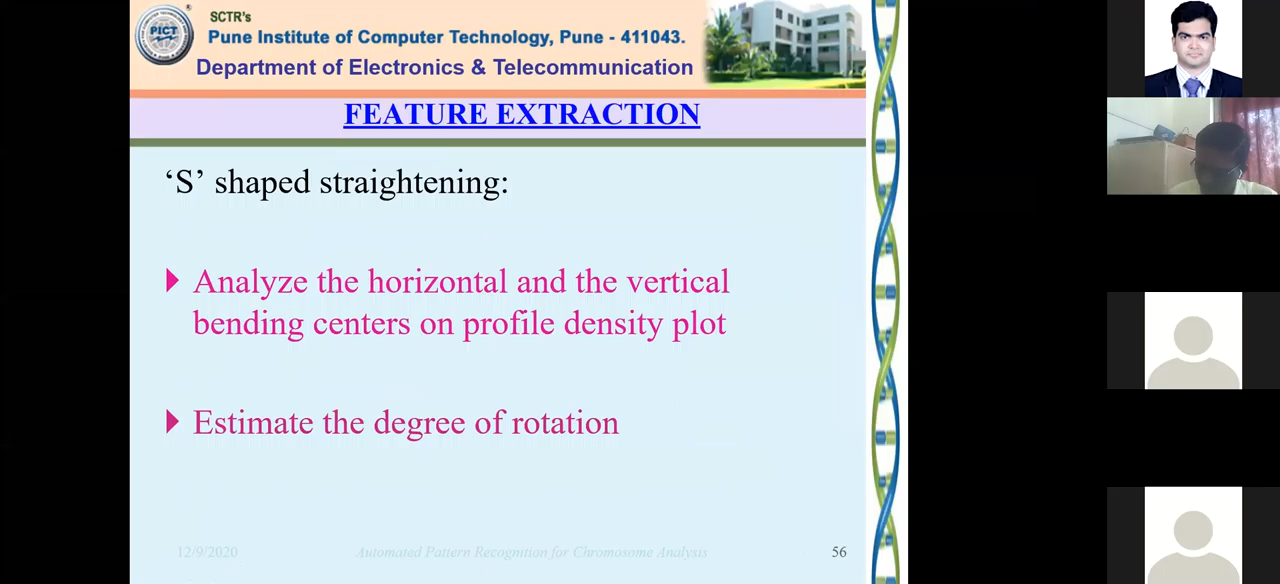 SCTR's
PICT
Pune Institute of Computer Technology, Pune - 411043.
Department of Electronics & Telecommunication
FEATURE EXTRACTION
‘S’ shaped straightening:
Analyze the horizontal and the vertical
bending centers on profile density plot
Estimate the degree of rotation
12/9/2020
Automated Pattern Recognition for Chromosome Analysis
56